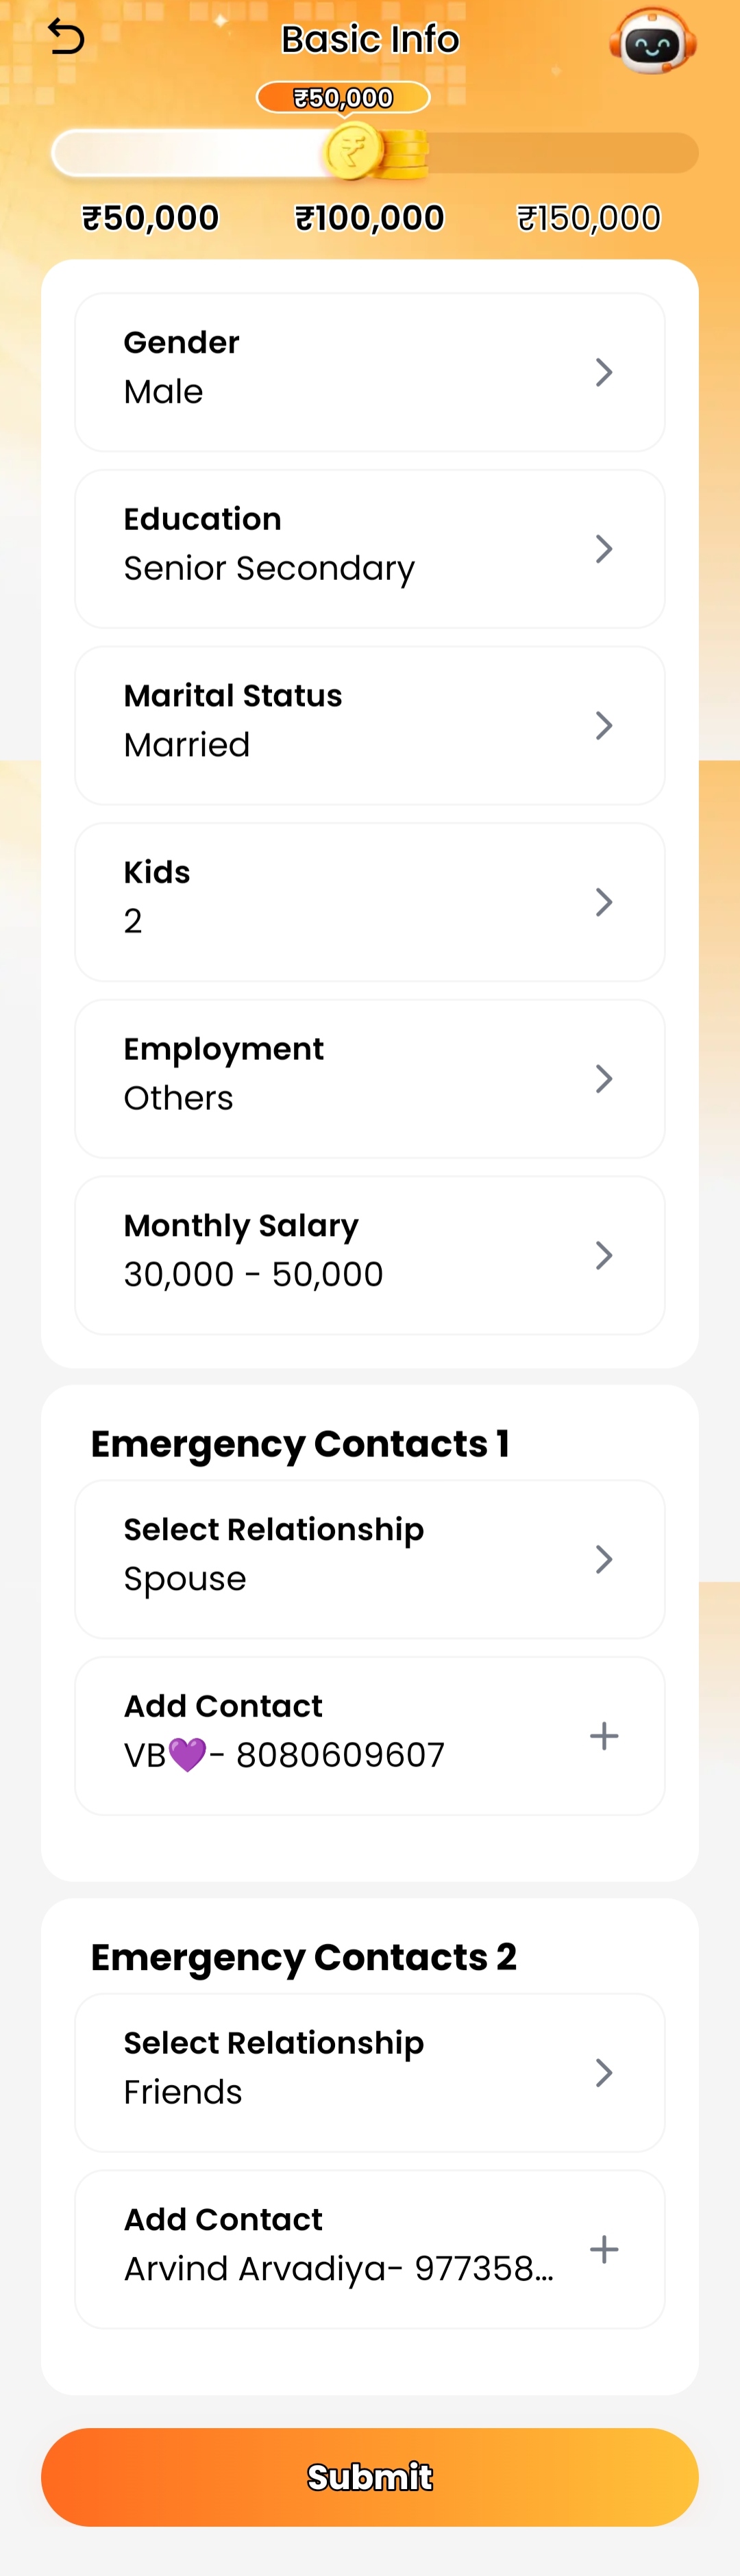 Basic Info
₹50,000
₹50,000 ₹100,000 ₹150,000
Gender
Male
Education
Senior Secondary
Marital Status
Married
Kids
2
Employment
Others
Monthly Salary
30,000 - 50,000
Emergency Contacts 1
Select Relationship
Spouse
Add Contact
VB💜- 8080609607
Emergency Contacts 2
Select Relationship
Friends
Add Contact
Arvind Arvadiya- 977358...
Submit